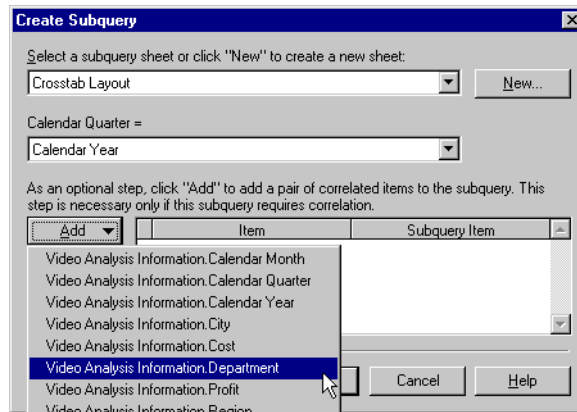 Create Subquery
Select a subquery sheet or click "New" to create a new sheet:
Crosstab Layout
New...
Calendar Quarter =
Calendar Year
As an optional step, click "Add" to add a pair of correlated items to the subquery. This
step is necessary only if this subquery requires correlation.
Add Item Subquery Item
Video Analysis Information.Calendar Month
Video Analysis Information.Calendar Quarter
Video Analysis Information.Calendar Year
Video Analysis Information.City
Video Analysis Information.Cost
Video Analysis Information.Department
Cancel Help
Video Analysis Information.Profit
Video Analysis Information.Region